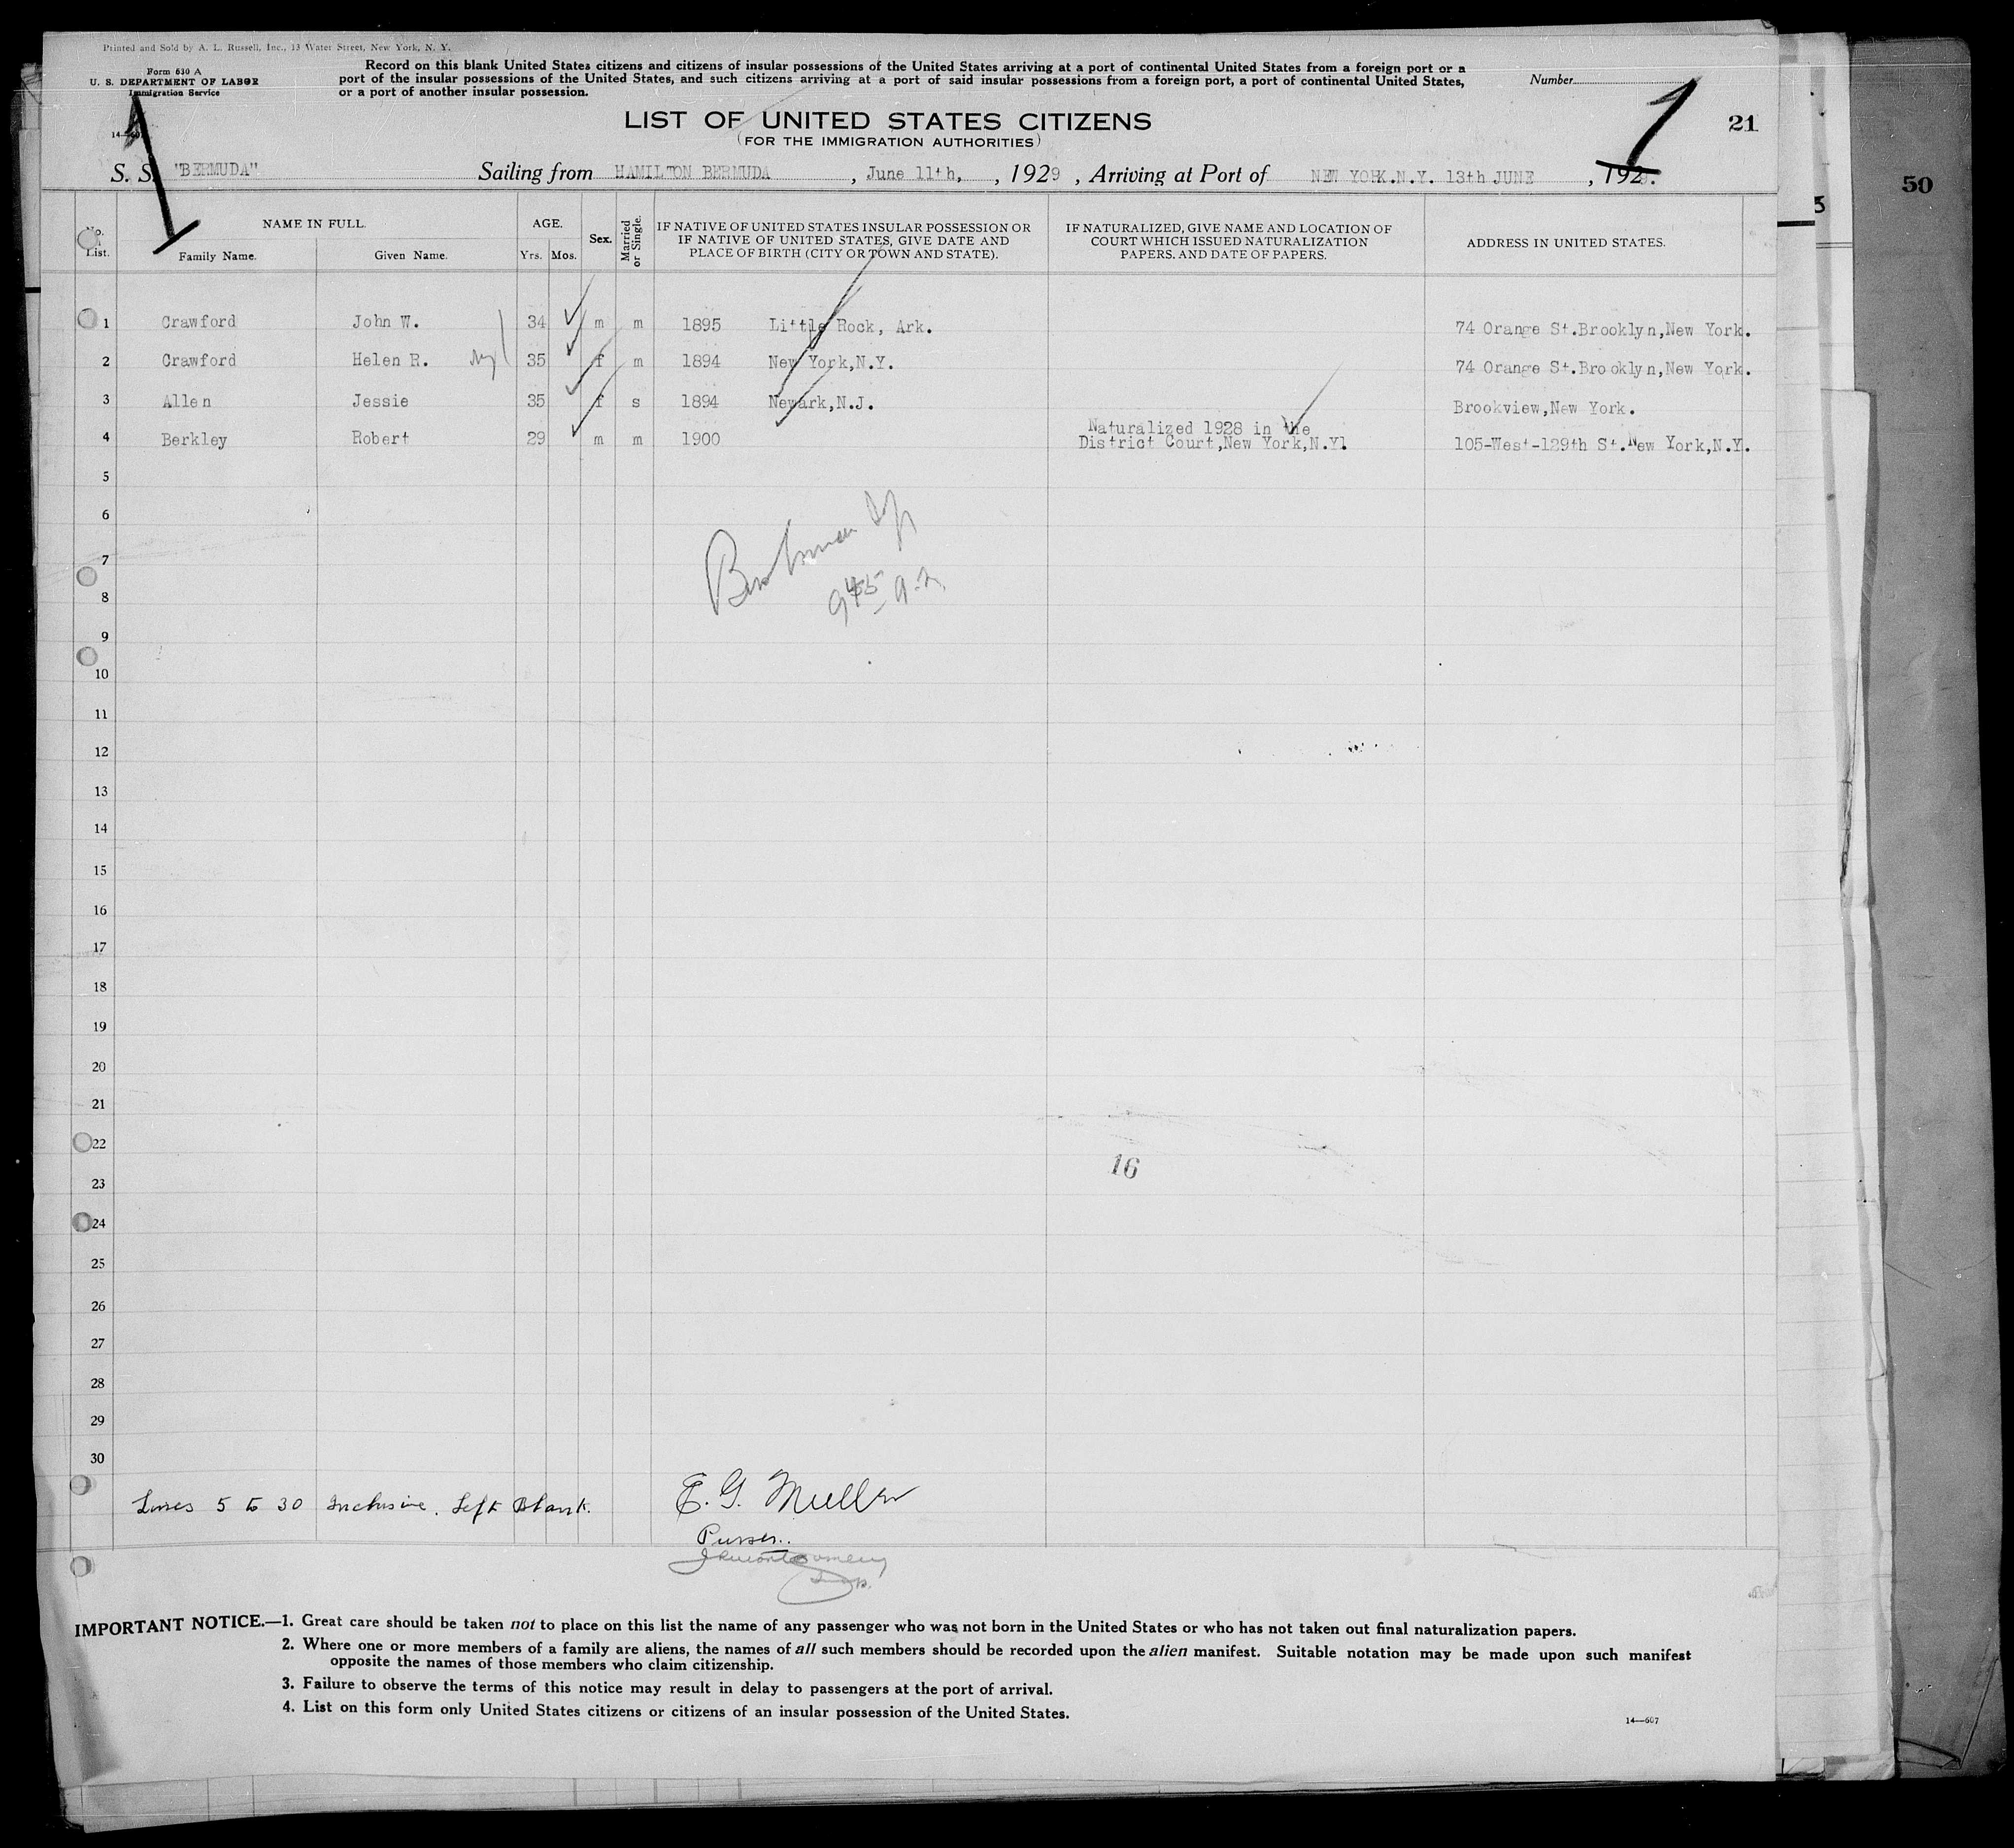 Printed and Sold by A. L. Russell, Inc., 13 Water Street, New York, N. Y.
Form 630 A
U. S. DEPARTMENT OF LABOR
Immigration Service
14—607
Record on this blank United States citizens and citizens of insular possessions of the United States arriving at a port of continental United States from a foreign port or a
port of the insular possessions of the United States, and such citizens arriving at a port of said insular possessions from a foreign port, a port of continental United States,
or a port of another insular possession.
Number
1
1
21
50
LIST OF UNITED STATES CITIZENS
(FOR THE IMMIGRATION AUTHORITIES)
S. S. "BERMUDA" Sailing from HAMILTON BERMUDA, June 11th, , 1929 , Arriving at Port of NEW YORK.N.Y. 13th JUNE , 1929.
No. on List.
NAME IN FULL.
Family Name. Given Name.
AGE.
Yrs. Mos.
Sex.
Married or Single.
IF NATIVE OF UNITED STATES INSULAR POSSESSION OR
IF NATIVE OF UNITED STATES, GIVE DATE AND
PLACE OF BIRTH (CITY OR TOWN AND STATE).
IF NATURALIZED, GIVE NAME AND LOCATION OF
COURT WHICH ISSUED NATURALIZATION
PAPERS, AND DATE OF PAPERS.
ADDRESS IN UNITED STATES.
1 Crawford John W. 34 m m 1895 Little Rock, Ark. 74 Orange St.Brooklyn,New York.
2 Crawford Helen R. 35 f m 1894 New York,N.Y. 74 Orange St.Brooklyn,New York.
3 Allen Jessie 35 f s 1894 Newark,N.J. Brookview,New York.
4 Berkley Robert 29 m m 1900 Naturalized 1928 in the
District Court,New York,N.Yl 105-West-129th St.New York,N.Y.
5
6
7
8
945
9
10
11
12
13
14
15
16
17
18
19
20
21
22
16
23
24
25
26
27
28
29
30
Lines 5 to 30 Inclusive. Left Blank.
E. G. Muller
Purser.
IMPORTANT NOTICE.—1. Great care should be taken not to place on this list the name of any passenger who was not born in the United States or who has not taken out final naturalization papers.
2. Where one or more members of a family are aliens, the names of all such members should be recorded upon the alien manifest. Suitable notation may be made upon such manifest
opposite the names of those members who claim citizenship.
3. Failure to observe the terms of this notice may result in delay to passengers at the port of arrival.
4. List on this form only United States citizens or citizens of an insular possession of the United States.
14—607